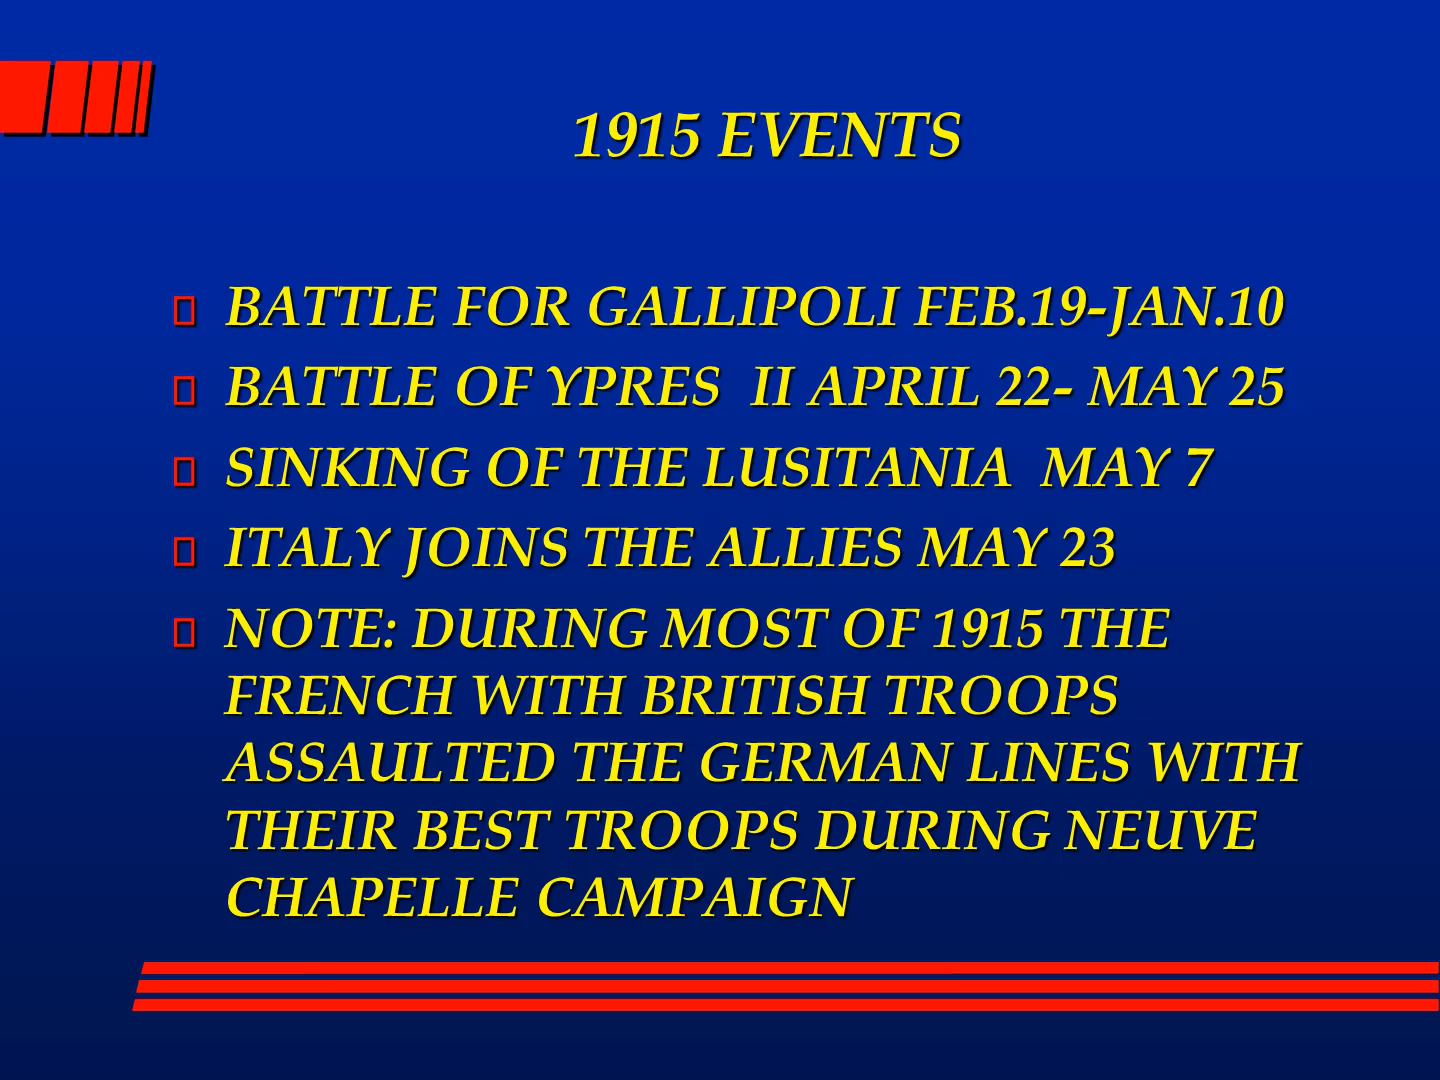 1915 EVENTS
BATTLE FOR GALLIPOLI FEB.19-JAN.10
BATTLE OF YPRES  II APRIL 22- MAY 25
SINKING OF THE LUSITANIA  MAY 7
ITALY JOINS THE ALLIES MAY 23
NOTE: DURING MOST OF 1915 THE
FRENCH WITH BRITISH TROOPS
ASSAULTED THE GERMAN LINES WITH
THEIR BEST TROOPS DURING NEUVE
CHAPELLE CAMPAIGN